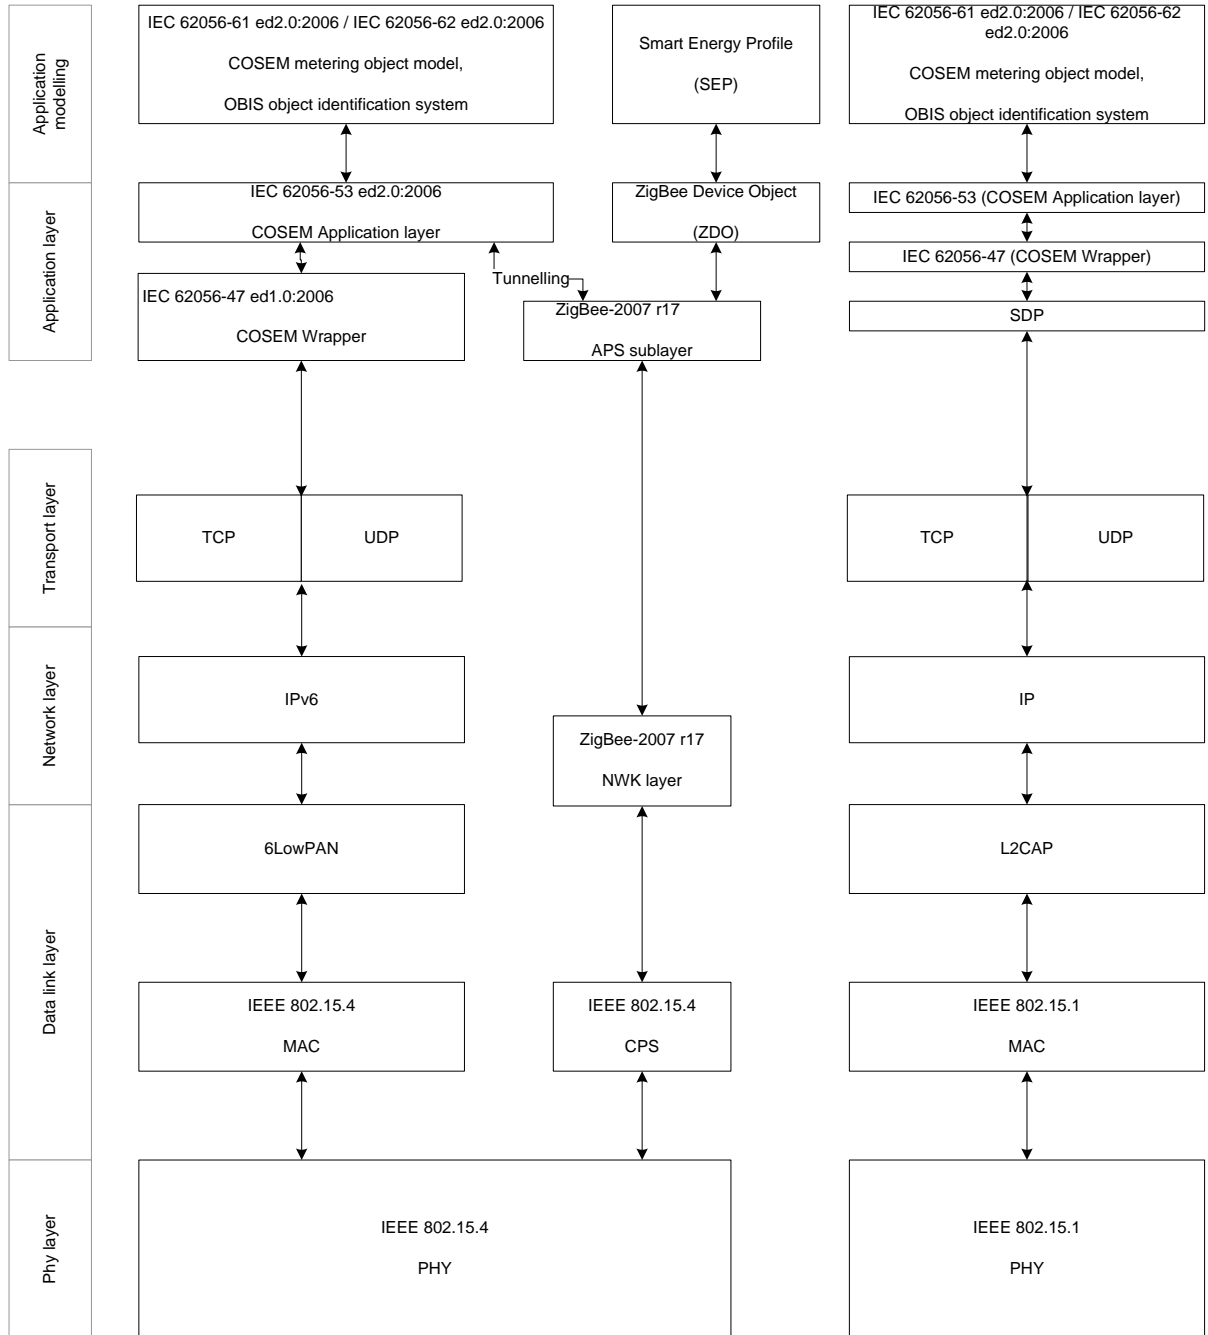 Application
modelling
IEC 62056-61 ed2.0:2006 / IEC 62056-62 ed2.0:2006
COSEM metering object model,
OBIS object identification system
Smart Energy Profile
(SEP)
IEC 62056-61 ed2.0:2006 / IEC 62056-62
ed2.0:2006
COSEM metering object model,
OBIS object identification system
Application layer
IEC 62056-53 ed2.0:2006
COSEM Application layer
ZigBee Device Object
(ZDO)
IEC 62056-53 (COSEM Application layer)
IEC 62056-47 (COSEM Wrapper)
Tunnelling
IEC 62056-47 ed1.0:2006
COSEM Wrapper
ZigBee-2007 r17
APS sublayer
SDP
Transport layer
TCP
UDP
TCP
UDP
Network layer
IPv6
ZigBee-2007 r17
NWK layer
IP
Data link layer
6LowPAN
L2CAP
IEEE 802.15.4
MAC
IEEE 802.15.4
CPS
IEEE 802.15.1
MAC
Phy layer
IEEE 802.15.4
PHY
IEEE 802.15.1
PHY